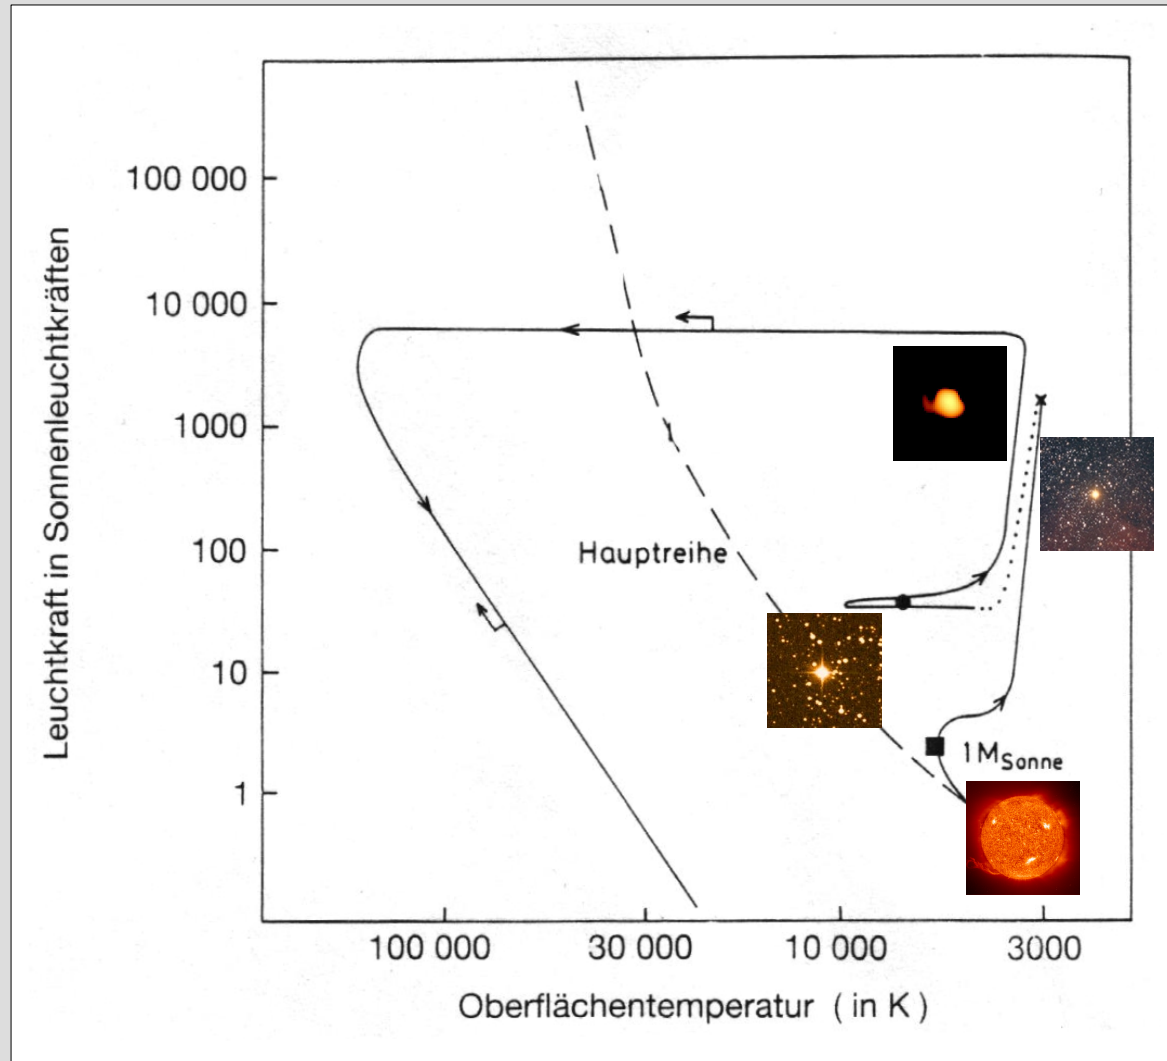 Leuchtkraft in Sonnenleuchtkräften
100 000
10 000
1000
100
10
1
Hauptreihe
1 M Sonne
100 000
30 000
10 000
3000
Oberflächentemperatur ( in K )